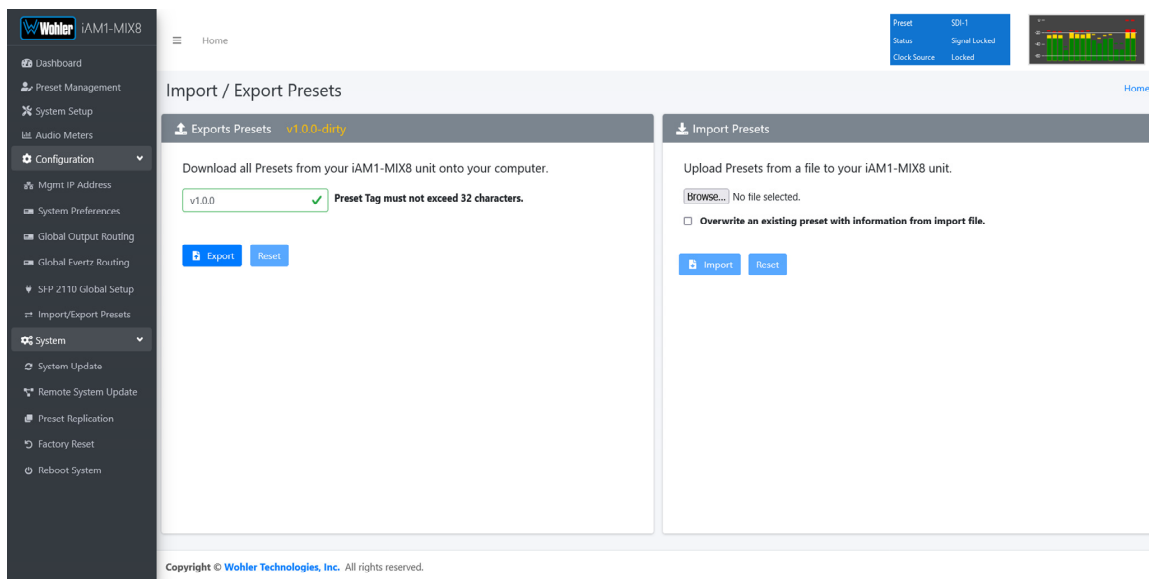 Wohler iAM1-MIX8
Dashboard
Preset Management
System Setup
Audio Meters
Configuration
Mgmt IP Address
System Preferences
Global Output Routing
Global Evertz Routing
SFP 2110 Global Setup
Import/Export Presets
System
System Update
Remote System Update
Preset Replication
Factory Reset
Reboot System
Home
Preset SDI-1
Status Signal Locked
Clock Source Locked
Import / Export Presets
Home
Exports Presets v1.0.0-dirty
Download all Presets from your iAM1-MIX8 unit onto your computer.
v1.0.0 Preset Tag must not exceed 32 characters.
Export Reset
Import Presets
Upload Presets from a file to your iAM1-MIX8 unit.
Browse... No file selected.
Overwrite an existing preset with information from import file.
Import Reset
Copyright © Wohler Technologies, Inc. All rights reserved.